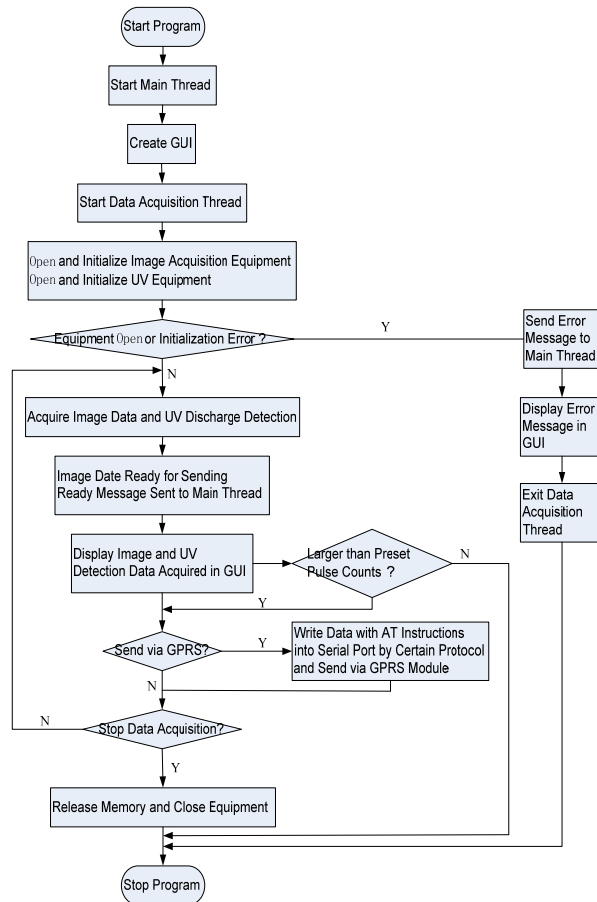 Start Program
Start Main Thread
Create GUI
Start Data Acquisition Thread
Open and Initialize Image Acquisition Equipment
Open and Initialize UV Equipment
Equipment Open or Initialization Error ?
Y
Send Error
Message to
Main Thread
N
Display Error
Message in
GUI
Acquire Image Data and UV Discharge Detection
Image Date Ready for Sending
Ready Message Sent to Main Thread
Exit Data
Acquisition
Thread
Display Image and UV
Detection Data Acquired in GUI
Larger than Preset
Pulse Counts ?
N
Y
Send via GPRS?
Y
Write Data with AT Instructions
into Serial Port by Certain Protocol
and Send via GPRS Module
N
Stop Data Acquisition?
N
Y
Release Memory and Close Equipment
Stop Program